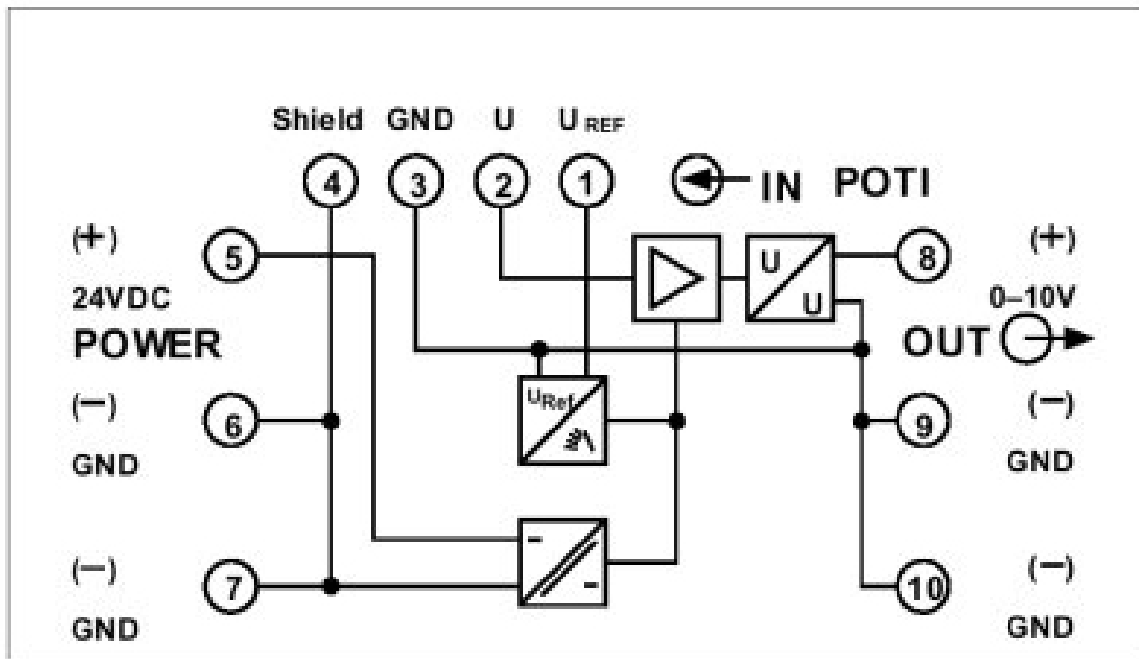 Shield GND U U REF
4 3 2 1 IN POTI
(+) 5 8 (+)
U U
24VDC 0–10V
POWER OUT
(−) 6 URef 9 (−)
GND GND
(−) 7 - - 10 (−)
GND GND